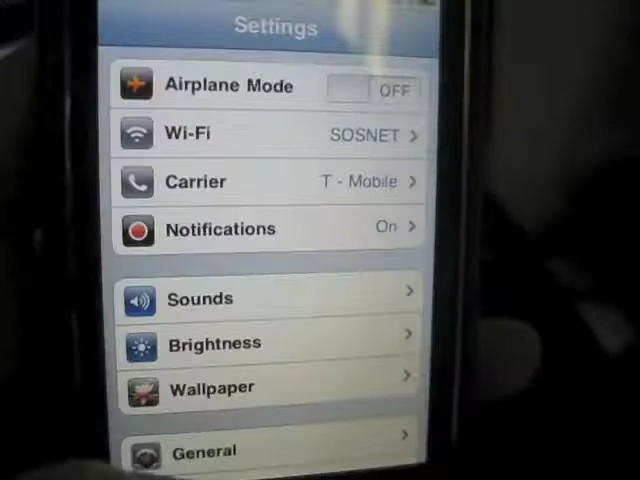 Settings
Airplane Mode OFF
Wi-Fi SOSNET
Carrier T - Mobile
Notifications On
Sounds
Brightness
Wallpaper
General